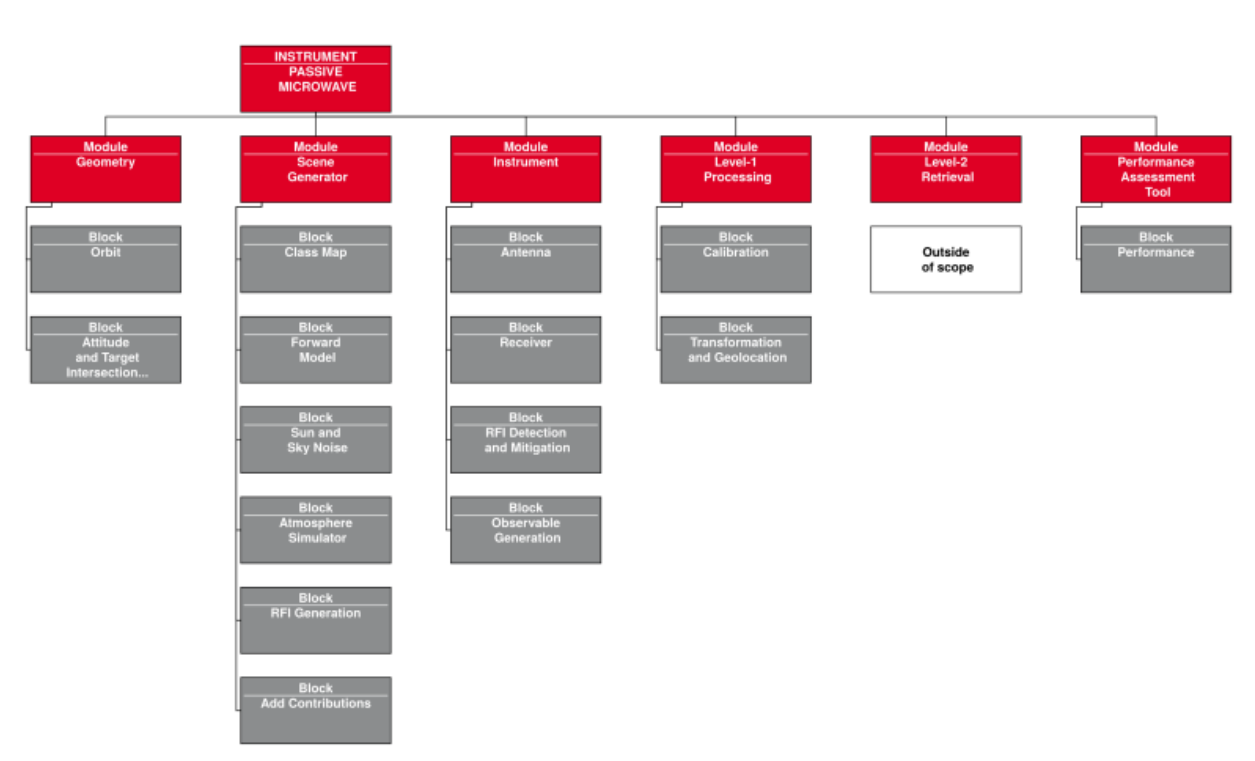 INSTRUMENT
PASSIVE
MICROWAVE
Module
Geometry
Module
Scene
Generator
Module
Instrument
Module
Level-1
Processing
Module
Level-2
Retrieval
Module
Performance
Assessment
Tool
Block
Orbit
Block
Class Map
Block
Antenna
Block
Calibration
Outside
of scope
Block
Performance
Block
Attitude
and Target
Intersection...
Block
Forward
Model
Block
Receiver
Block
Transformation
and Geolocation
Block
Sun and
Sky Noise
Block
RFI Detection
and Mitigation
Block
Atmosphere
Simulator
Block
Observable
Generation
Block
RFI Generation
Block
Add Contributions